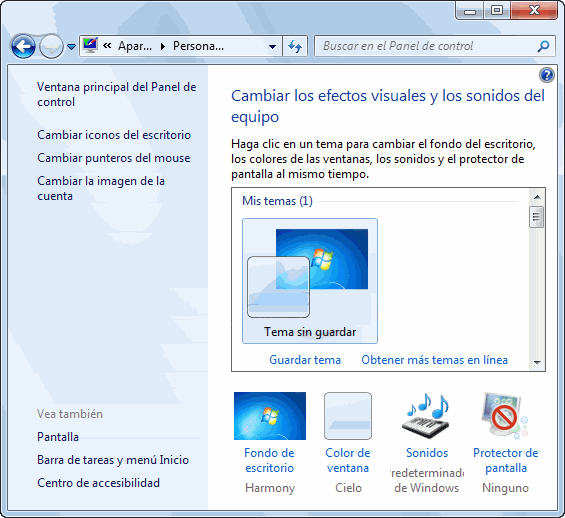 « Apar... Persona...
Buscar en el Panel de control
Ventana principal del Panel de
control
Cambiar iconos del escritorio
Cambiar punteros del mouse
Cambiar la imagen de la
cuenta
Vea también
Pantalla
Barra de tareas y menú Inicio
Centro de accesibilidad
Cambiar los efectos visuales y los sonidos del
equipo
Haga clic en un tema para cambiar el fondo del escritorio,
los colores de las ventanas, los sonidos y el protector de
pantalla al mismo tiempo.
Mis temas (1)
Tema sin guardar
Guardar tema Obtener más temas en línea
Fondo de
escritorio
Harmony
Color de
ventana
Cielo
Sonidos
redeterminad
de Windows
Protector de
pantalla
Ninguno